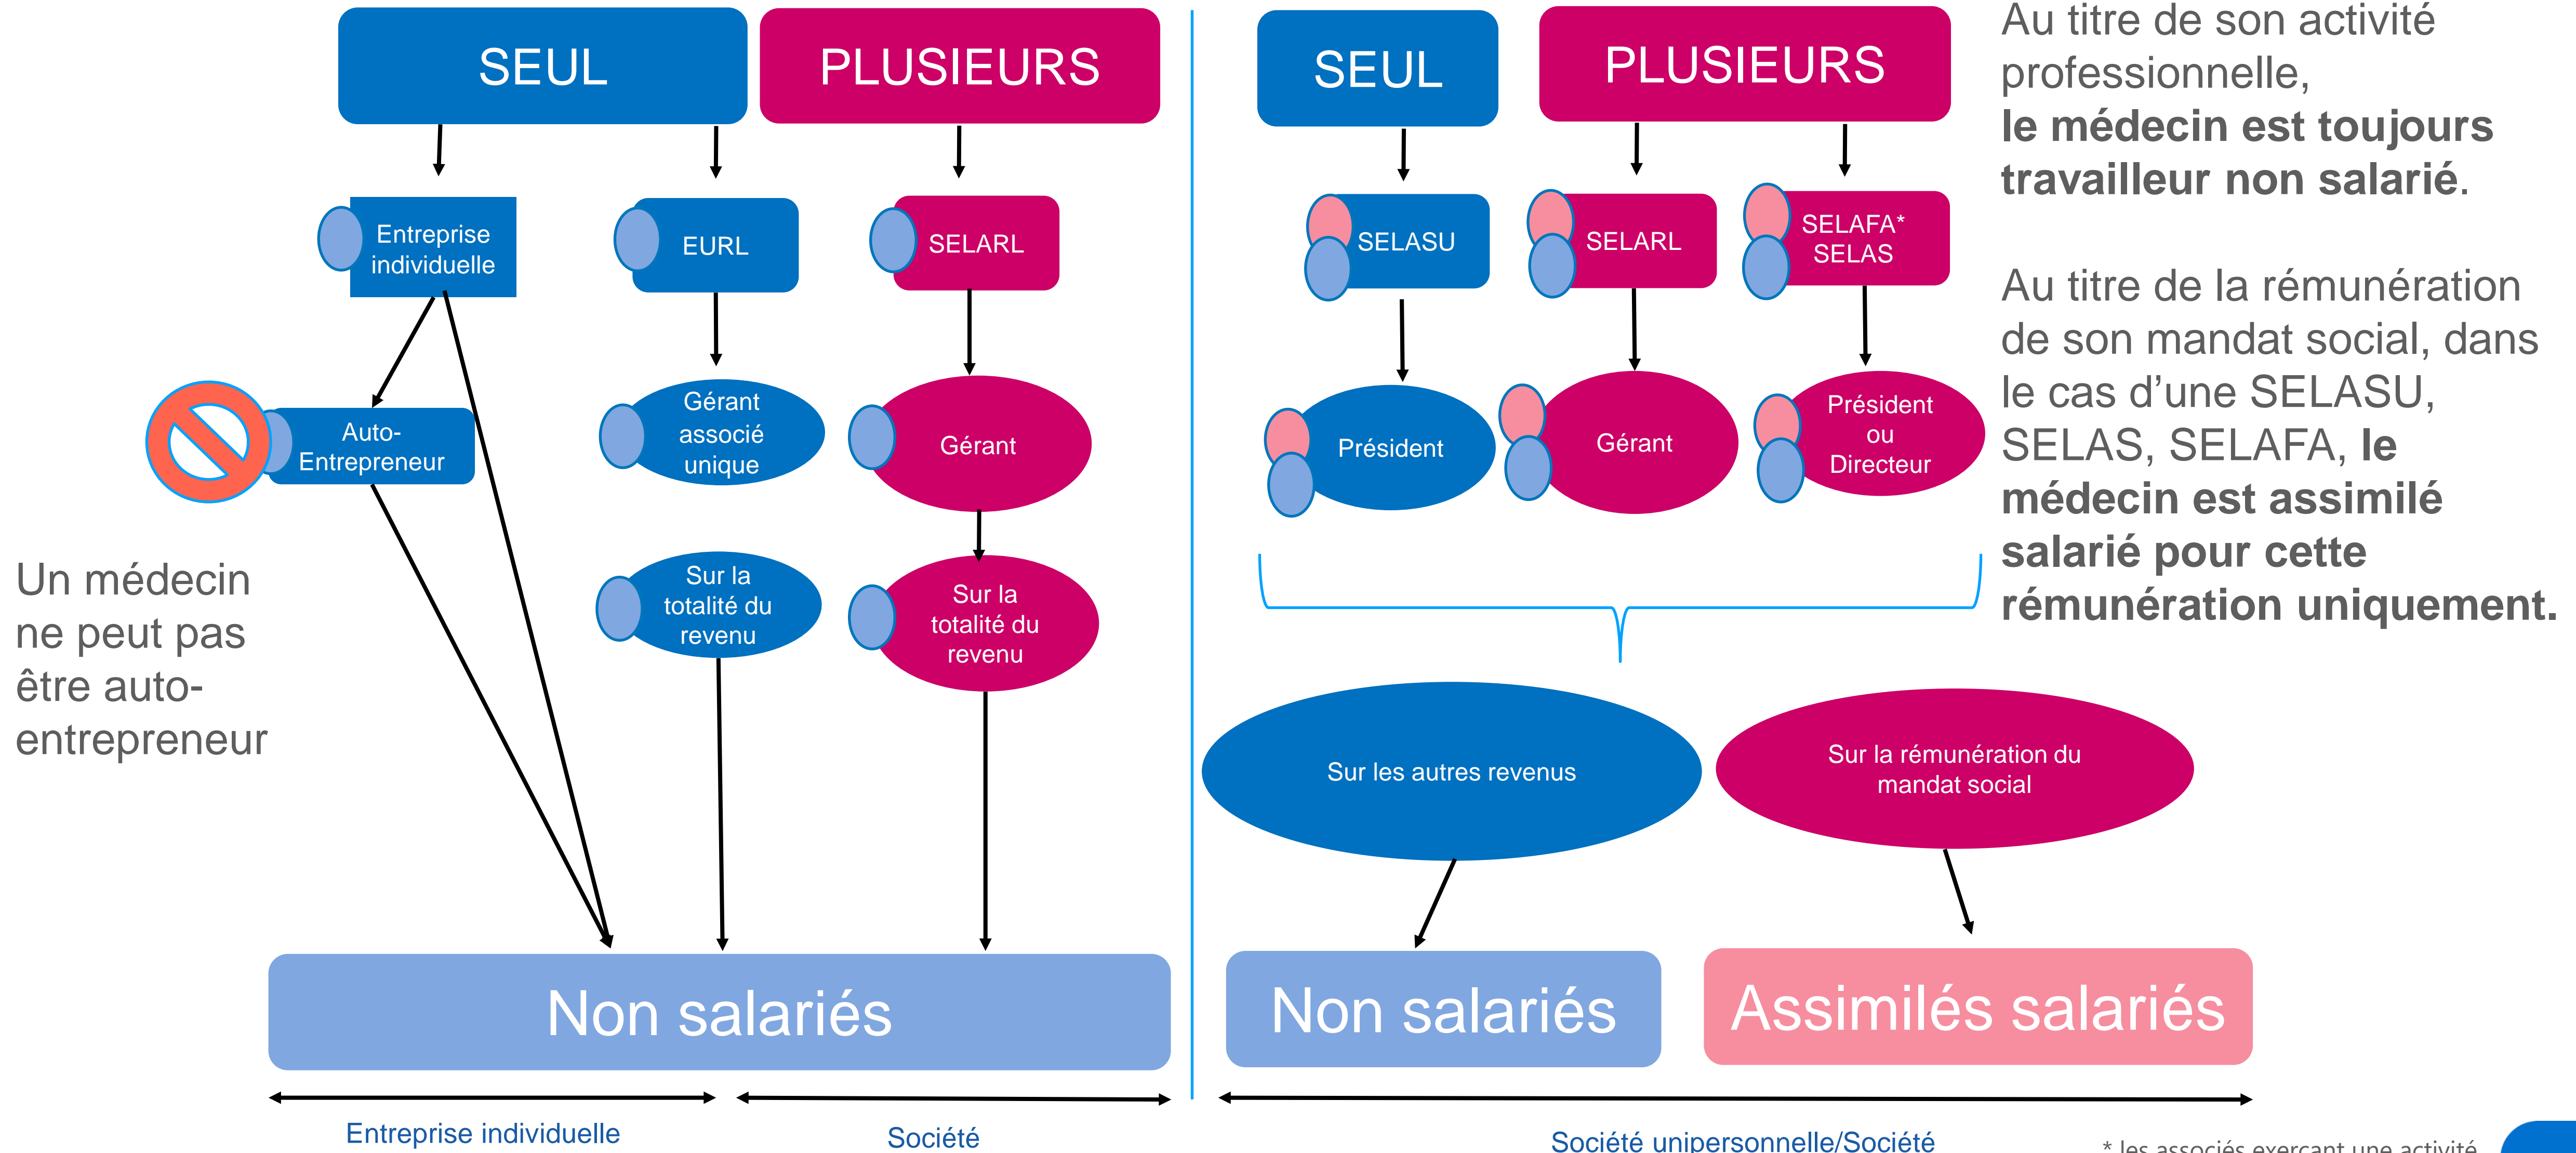 SEUL
PLUSIEURS
Entreprise
individuelle
EURL
SELARL
Auto-
Entrepreneur
Gérant
associé
unique
Gérant
Sur la
totalité du
revenu
Sur la
totalité du
revenu
Un médecin
ne peut pas
être auto-
entrepreneur
Non salariés
Entreprise individuelle
Société
SEUL
PLUSIEURS
SELASU
SELARL
SELAFA*
SELAS
Président
Gérant
Président
ou
Directeur
Sur les autres revenus
Sur la rémunération du
mandat social
Non salariés
Assimilés salariés
Société unipersonnelle/Société
Au titre de son activité
professionnelle,
le médecin est toujours
travailleur non salarié.
Au titre de la rémunération
de son mandat social, dans
le cas d’une SELASU,
SELAS, SELAFA, le
médecin est assimilé
salarié pour cette
rémunération uniquement.
* les associés exerçant une activité